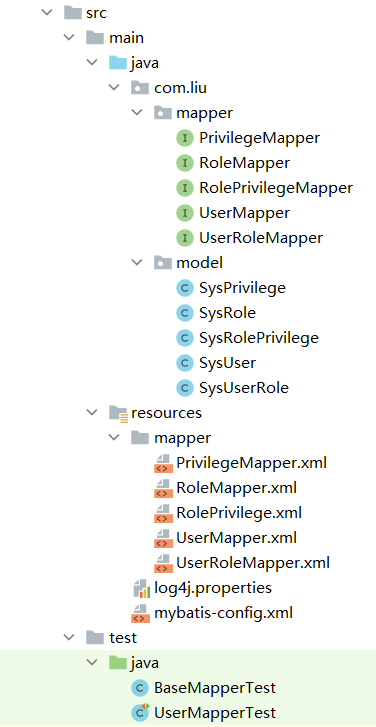 src
main
java
com.liu
mapper
PrivilegeMapper
RoleMapper
RolePrivilegeMapper
UserMapper
UserRoleMapper
model
SysPrivilege
SysRole
SysRolePrivilege
SysUser
SysUserRole
resources
mapper
PrivilegeMapper.xml
RoleMapper.xml
RolePrivilege.xml
UserMapper.xml
UserRoleMapper.xml
log4j.properties
mybatis-config.xml
test
java
BaseMapperTest
UserMapperTest